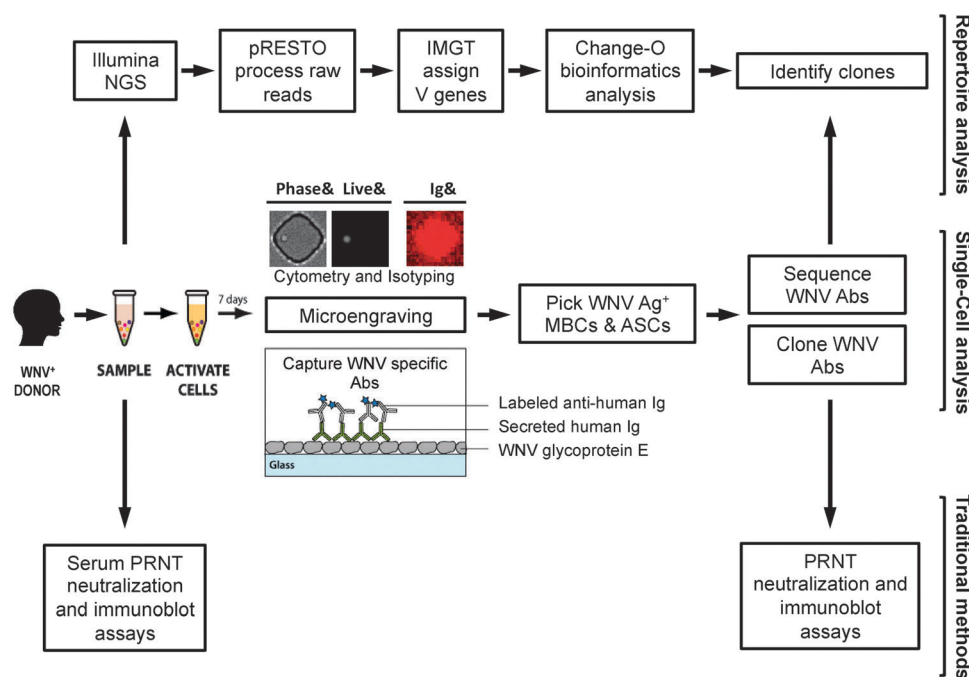 Illumina
NGS
pRESTO
process raw
reads
IMGT
assign
V genes
Change-O
bioinformatics
analysis
Identify clones
Repertoire analysis
Phase& Live& Ig&
Cytometry and Isotyping
WNV⁺
DONOR
SAMPLE
ACTIVATE
CELLS
7 days
Microengraving
Pick WNV Ag⁺
MBCs & ASCs
Sequence
WNV Abs
Clone WNV
Abs
Single-Cell analysis
Capture WNV specific
Abs
Labeled anti-human Ig
Secreted human Ig
WNV glycoprotein E
Glass
Serum PRNT
neutralization
and immunoblot
assays
PRNT
neutralization and
immunoblot
assays
Traditional methods